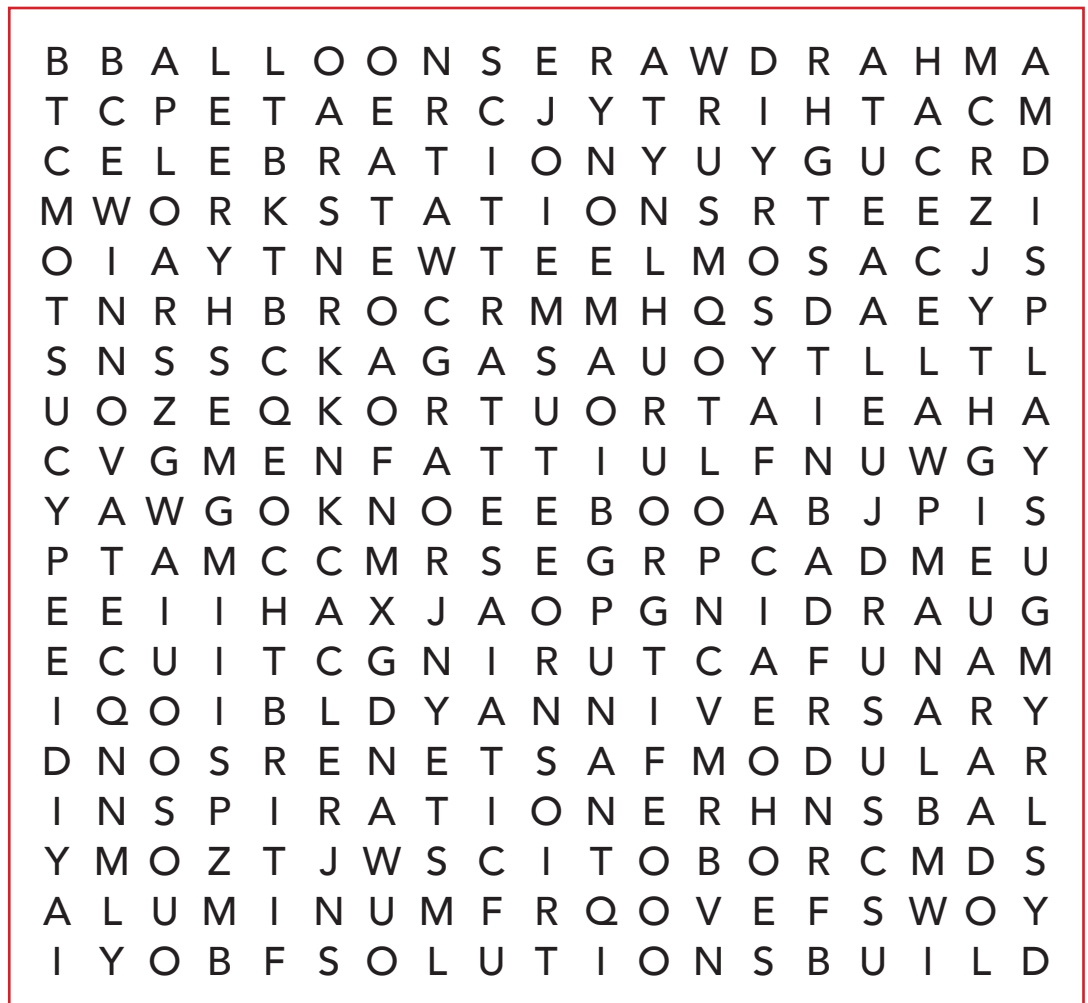 B B A L L O O N S E R A W D R A H M A
T C P E T A E R C J Y T R I H T A C M
C E L E B R A T I O N Y U Y G U C R D
M W O R K S T A T I O N S R T E E Z I
O I A Y T N E W T E E L M O S A C J S
T N R H B R O C R M M H Q S D A E Y P
S N S S C K A G A S A U O Y T L L T L
U O Z E Q K O R T U O R T A I E A H A
C V G M E N F A T T I U L F N U W G Y
Y A W G O K N O E E B O O A B J P I S
P T A M C C M R S E G R P C A D M E U
E E I I H A X J A O P G N I D R A U G
E C U I T C G N I R U T C A F U N A M
I Q O I B L D Y A N N I V E R S A R Y
D N O S R E N E T S A F M O D U L A R
I N S P I R A T I O N E R H N S B A L
Y M O Z T J W S C I T O B O R C M D S
A L U M I N U M F R Q O V E F S W O Y
I Y O B F S O L U T I O N S B U I L D